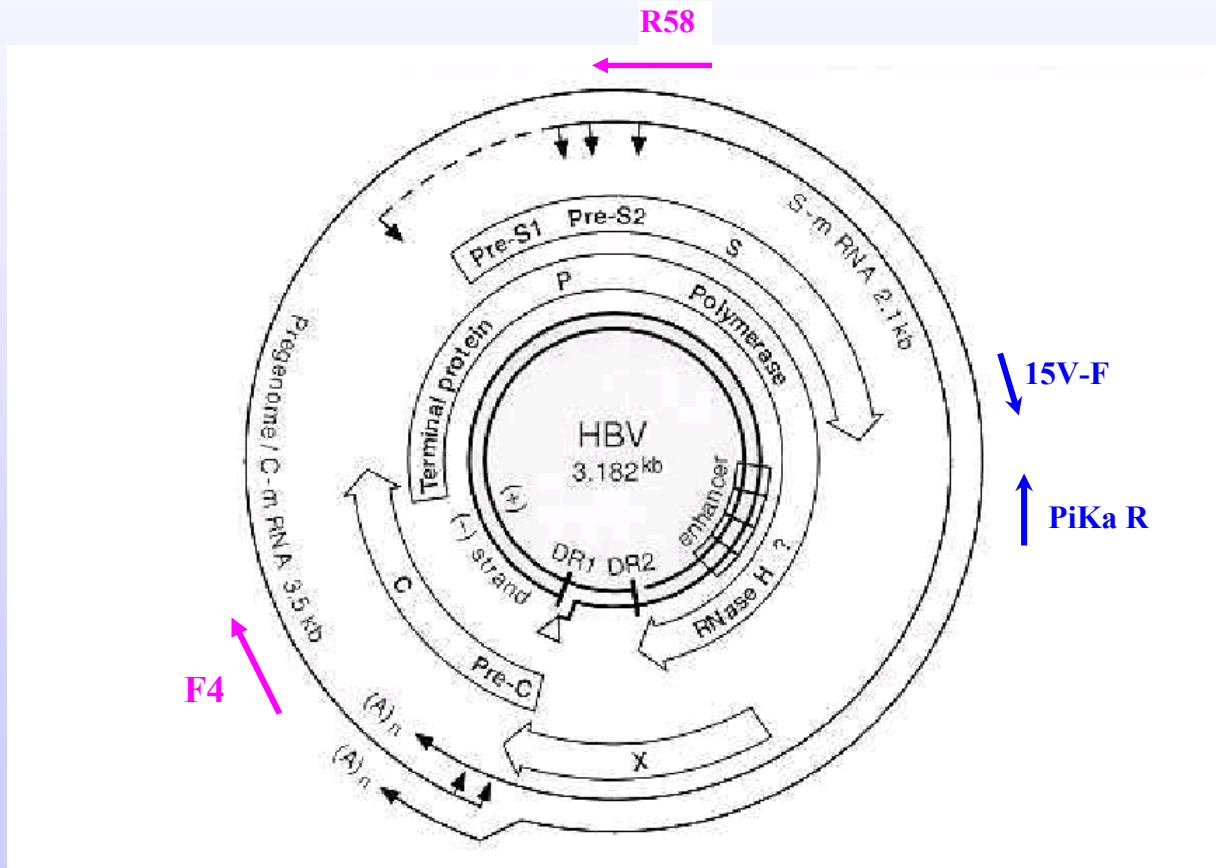 R58
S-m RNA 2.1 kb
Pre-S1 Pre-S2 S
P
Polymerase
Terminal protein
Pregenome / C-m RNA 3.5 kb
15V-F
HBV
3.182 kb
enhancer
(+)
PiKa R
(-) strand
DR1 DR2
RNase H ?
C
Pre-C
F4
(A)n
X
(A)n